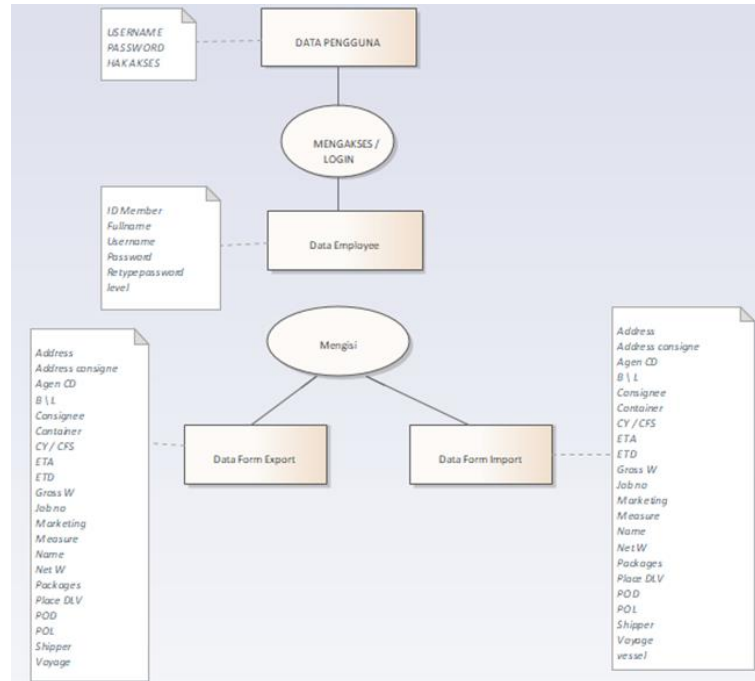 USERNAME
PASSWORD
HAK AKSES
DATA PENGGUNA
MENGAKSES /
LOGIN
ID Member
Fullname
Username
Password
Retypepassword
level
Data Employee
Mengisi
Address
Address consigne
Agen CD
B \ L
Consignee
Container
CY / CFS
ETA
ETD
Gross W
Job no
Marketing
Measure
Name
Net W
Packages
Place DLV
POD
POL
Shipper
Voyage
Data Form Export
Data Form Import
Address
Address consigne
Agen CD
B \ L
Consignee
Container
CY / CFS
ETA
ETD
Gross W
Job no
Marketing
Measure
Name
Net W
Packages
Place DLV
POD
POL
Shipper
Voyage
vessel